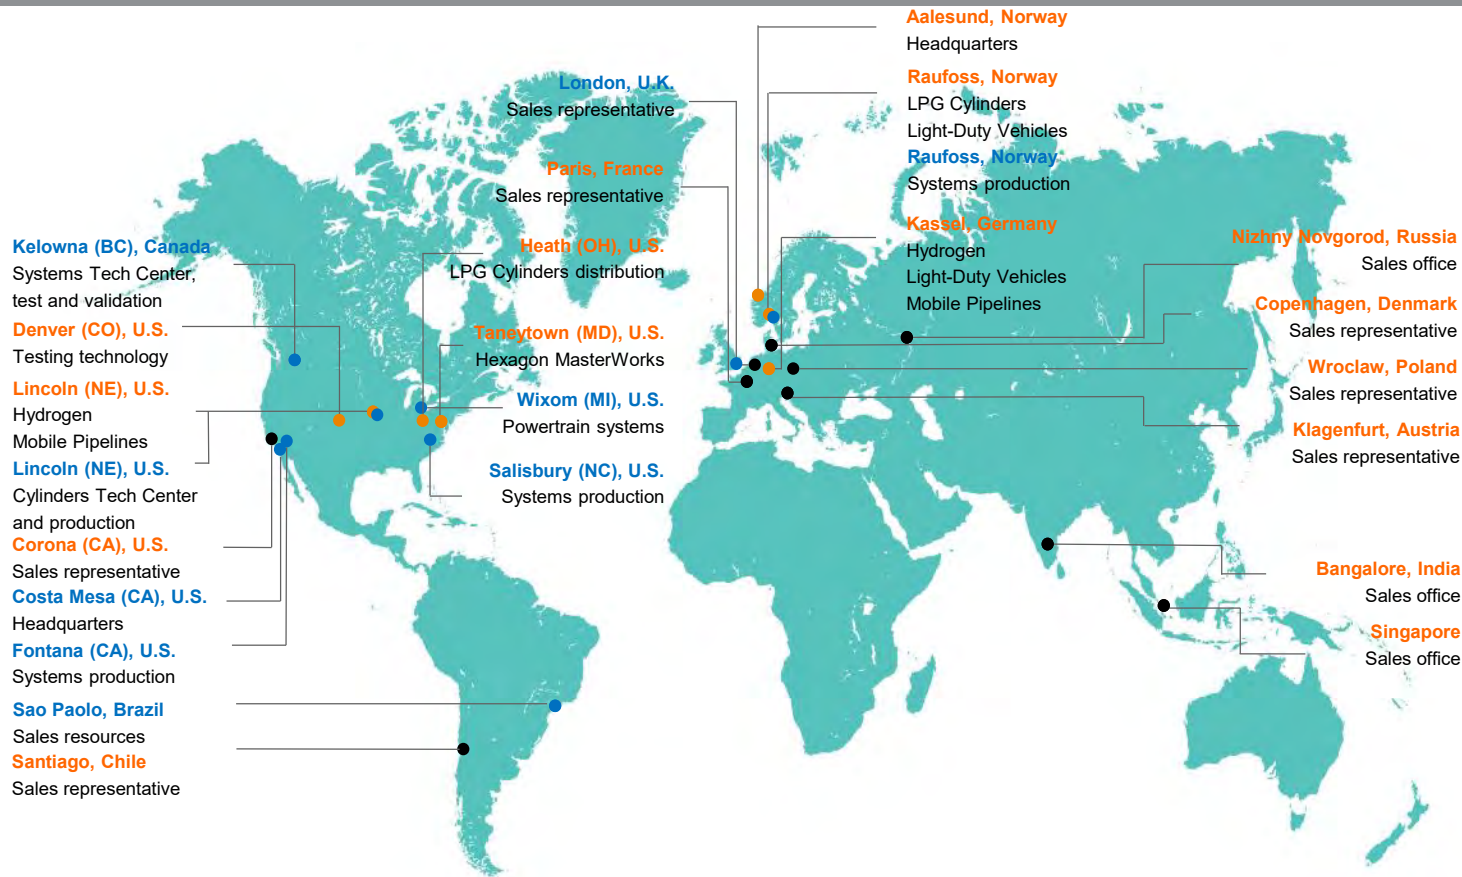 Aalesund, Norway
Headquarters
Raufoss, Norway
LPG Cylinders
Light-Duty Vehicles
Raufoss, Norway
Systems production
Kassel, Germany
Hydrogen
Light-Duty Vehicles
Mobile Pipelines
London, U.K.
Sales representative
Paris, France
Sales representative
Heath (OH), U.S.
LPG Cylinders distribution
Taneytown (MD), U.S.
Hexagon MasterWorks
Wixom (MI), U.S.
Powertrain systems
Salisbury (NC), U.S.
Systems production
Kelowna (BC), Canada
Systems Tech Center,
test and validation
Denver (CO), U.S.
Testing technology
Lincoln (NE), U.S.
Hydrogen
Mobile Pipelines
Lincoln (NE), U.S.
Cylinders Tech Center
and production
Corona (CA), U.S.
Sales representative
Costa Mesa (CA), U.S.
Headquarters
Fontana (CA), U.S.
Systems production
Sao Paolo, Brazil
Sales resources
Santiago, Chile
Sales representative
Nizhny Novgorod, Russia
Sales office
Copenhagen, Denmark
Sales representative
Wroclaw, Poland
Sales representative
Klagenfurt, Austria
Sales representative
Bangalore, India
Sales office
Singapore
Sales office